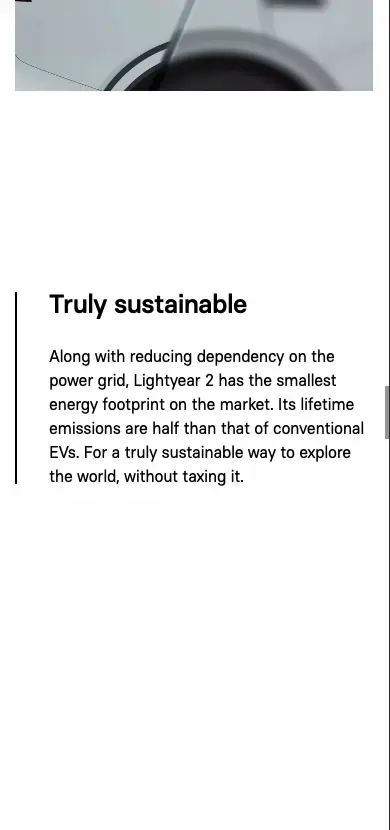 Truly sustainable
Along with reducing dependency on the
power grid, Lightyear 2 has the smallest
energy footprint on the market. Its lifetime
emissions are half than that of conventional
EVs. For a truly sustainable way to explore
the world, without taxing it.